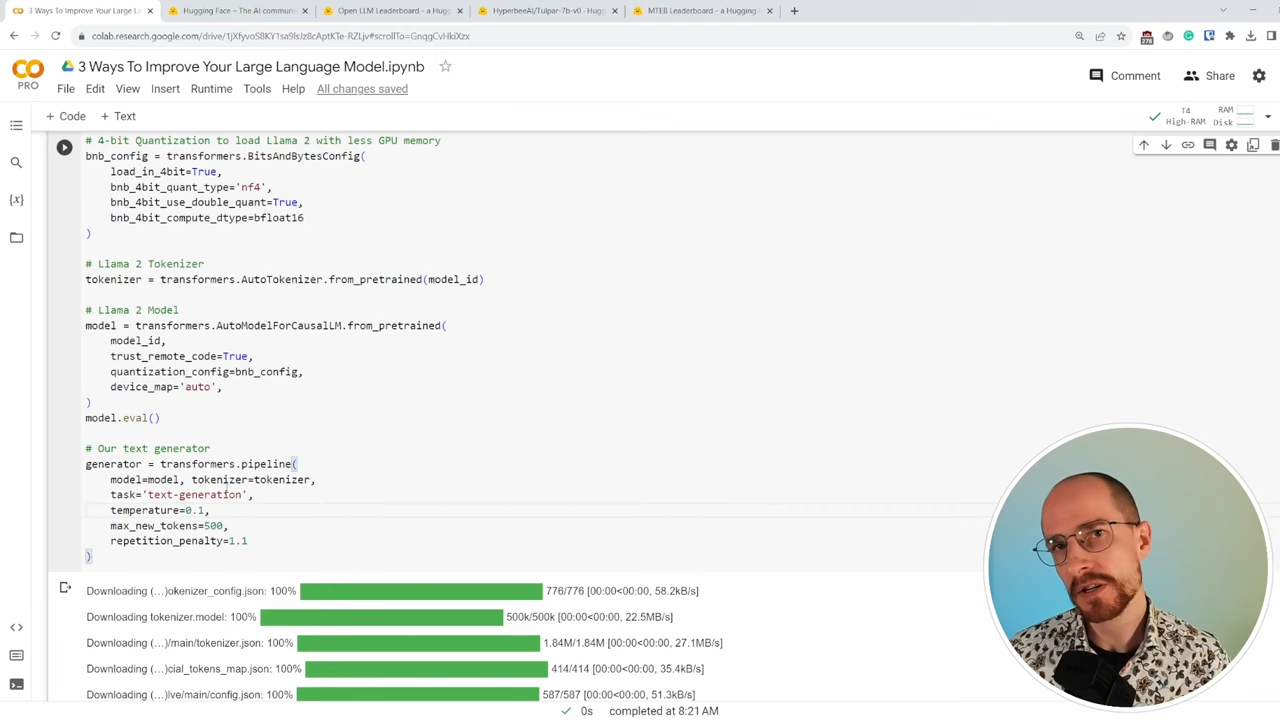 3 Ways To Improve Your Large L
Hugging Face – The AI communi
Open LLM Leaderboard - a Hugg
HyperbeeAI/Tulpar-7b-v0 · Hugg
MTEB Leaderboard - a Hugging
colab.research.google.com/drive/1jXfyvoS8KY1sa9lsJz8cAptKTe-RZLjv#scrollTo=GnqgCvHkiXzx
278
CO
PRO
3 Ways To Improve Your Large Language Model.ipynb
Comment
Share
File Edit View Insert Runtime Tools Help All changes saved
+ Code + Text
T4
High-RAM
RAM
Disk
{x}
# 4-bit Quantization to load Llama 2 with less GPU memory
bnb_config = transformers.BitsAndBytesConfig(
load_in_4bit=True,
bnb_4bit_quant_type='nf4',
bnb_4bit_use_double_quant=True,
bnb_4bit_compute_dtype=bfloat16
)
# Llama 2 Tokenizer
tokenizer = transformers.AutoTokenizer.from_pretrained(model_id)
# Llama 2 Model
model = transformers.AutoModelForCausalLM.from_pretrained(
model_id,
trust_remote_code=True,
quantization_config=bnb_config,
device_map='auto',
)
model.eval()
# Our text generator
generator = transformers.pipeline(
model=model, tokenizer=tokenizer,
task='text-generation',
temperature=0.1,
max_new_tokens=500,
repetition_penalty=1.1
)
Downloading (…)okenizer_config.json: 100% 776/776 [00:00<00:00, 58.2kB/s]
Downloading tokenizer.model: 100% 500k/500k [00:00<00:00, 22.5MB/s]
Downloading (…)/main/tokenizer.json: 100% 1.84M/1.84M [00:00<00:00, 27.1MB/s]
Downloading (…)cial_tokens_map.json: 100% 414/414 [00:00<00:00, 35.4kB/s]
Downloading (…)lve/main/config.json: 100% 587/587 [00:00<00:00, 51.3kB/s]
0s completed at 8:21 AM